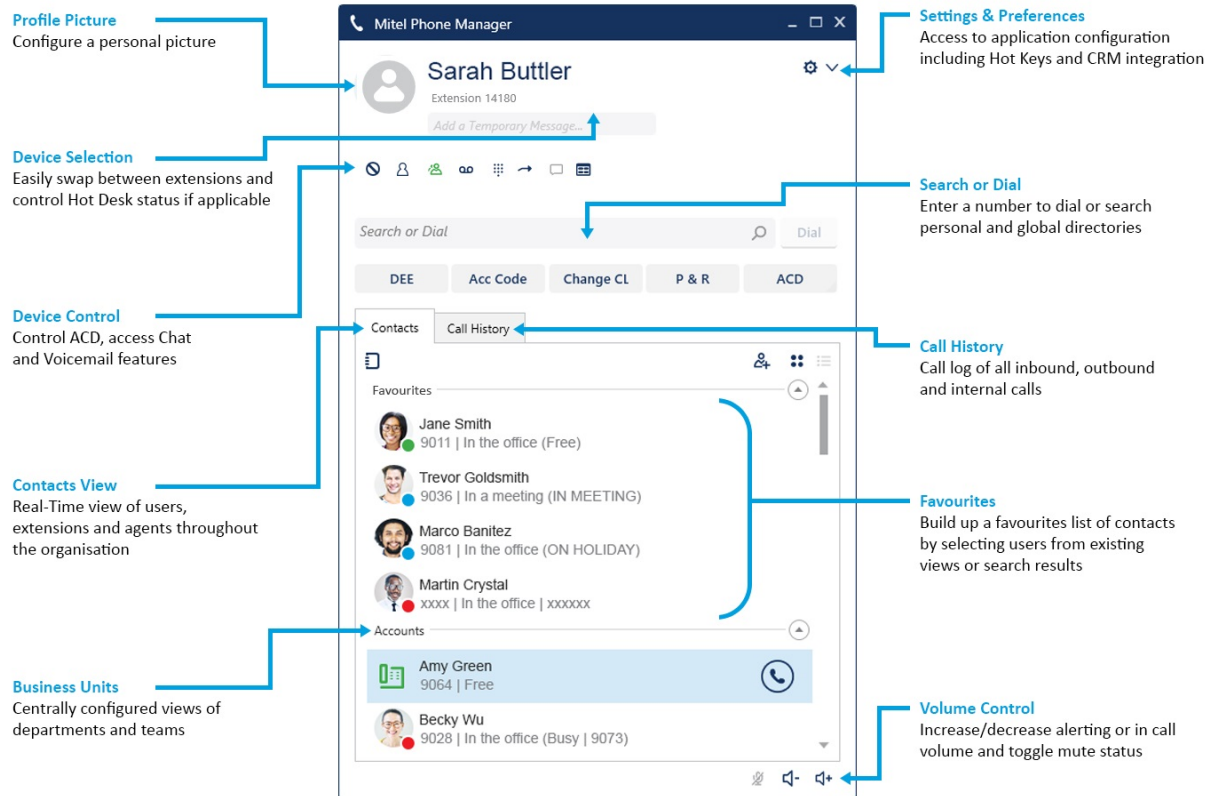 Profile Picture
Configure a personal picture
Device Selection
Easily swap between extensions and
control Hot Desk status if applicable
Device Control
Control ACD, access Chat
and Voicemail features
Contacts View
Real-Time view of users,
extensions and agents throughout
the organisation
Business Units
Centrally configured views of
departments and teams
Mitel Phone Manager
Sarah Buttler
Extension 14180
Add a Temporary Message...
Search or Dial
Dial
DEE Acc Code Change CL P & R ACD
Contacts Call History
Favourites
Jane Smith
9011 | In the office (Free)
Trevor Goldsmith
9036 | In a meeting (IN MEETING)
Marco Banitez
9081 | In the office (ON HOLIDAY)
Martin Crystal
xxxx | In the office | xxxxxx
Accounts
Amy Green
9064 | Free
Becky Wu
9028 | In the office (Busy | 9073)
Settings & Preferences
Access to application configuration
including Hot Keys and CRM integration
Search or Dial
Enter a number to dial or search
personal and global directories
Call History
Call log of all inbound, outbound
and internal calls
Favourites
Build up a favourites list of contacts
by selecting users from existing
views or search results
Volume Control
Increase/decrease alerting or in call
volume and toggle mute status